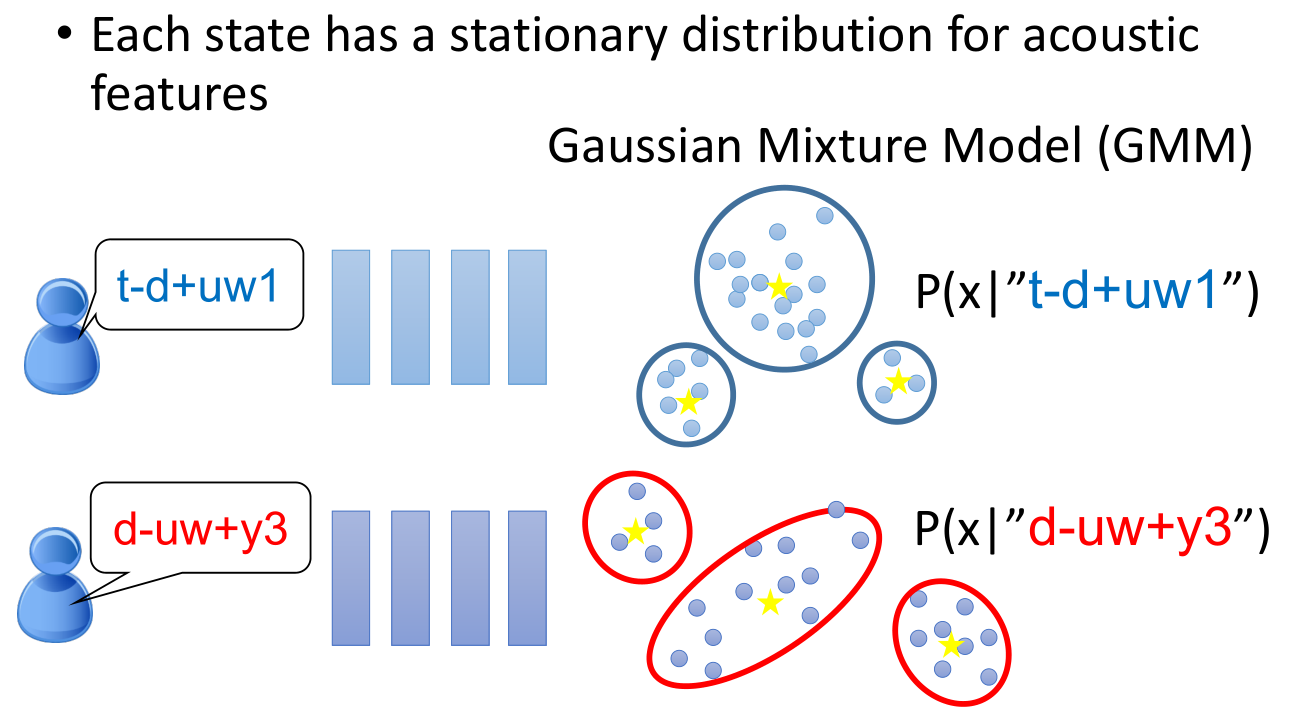 • Each state has a stationary distribution for acoustic
features
Gaussian Mixture Model (GMM)
t-d+uw1
P(x|”t-d+uw1”)
d-uw+y3
P(x|”d-uw+y3”)